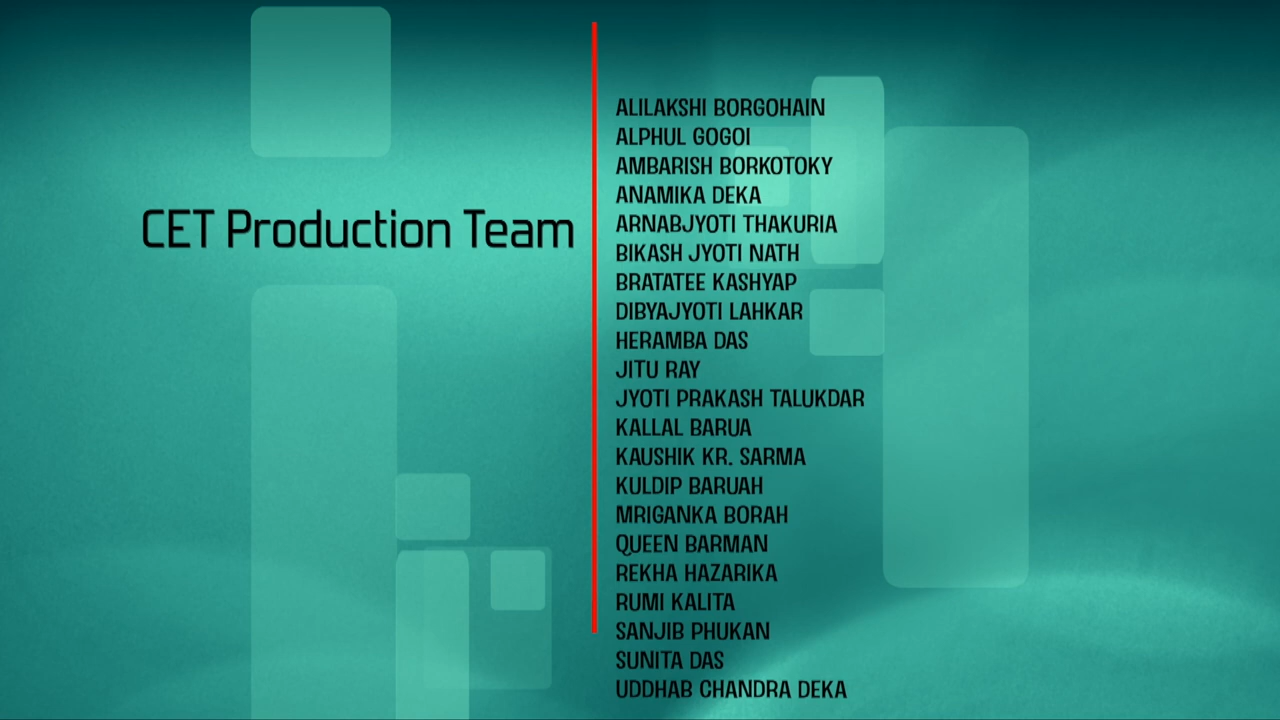 CET Production Team
ALILAKSHI BORGOHAIN
ALPHUL GOGOI
AMBARISH BORKOTOKY
ANAMIKA DEKA
ARNABJYOTI THAKURIA
BIKASH JYOTI NATH
BRATATEE KASHYAP
DIBYAJYOTI LAHKAR
HERAMBA DAS
JITU RAY
JYOTI PRAKASH TALUKDAR
KALLAL BARUA
KAUSHIK KR. SARMA
KULDIP BARUAH
MRIGANKA BORAH
QUEEN BARMAN
REKHA HAZARIKA
RUMI KALITA
SANJIB PHUKAN
SUNITA DAS
UDDHAB CHANDRA DEKA